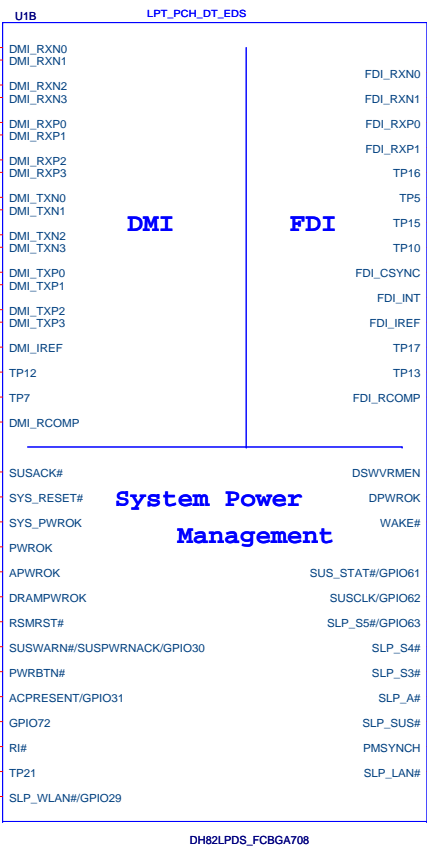 U1B
LPT_PCH_DT_EDS
DMI_RXN0
DMI_RXN1
DMI_RXN2
DMI_RXN3
DMI_RXP0
DMI_RXP1
DMI_RXP2
DMI_RXP3
DMI_TXN0
DMI_TXN1
DMI_TXN2
DMI_TXN3
DMI_TXP0
DMI_TXP1
DMI_TXP2
DMI_TXP3
DMI_IREF
TP12
TP7
DMI_RCOMP
DMI
FDI
FDI_RXN0
FDI_RXN1
FDI_RXP0
FDI_RXP1
TP16
TP5
TP15
TP10
FDI_CSYNC
FDI_INT
FDI_IREF
TP17
TP13
FDI_RCOMP
SUSACK#
SYS_RESET#
SYS_PWROK
PWROK
APWROK
DRAMPWROK
RSMRST#
SUSWARN#/SUSPWRNACK/GPIO30
PWRBTN#
ACPRESENT/GPIO31
GPIO72
RI#
TP21
SLP_WLAN#/GPIO29
System Power
Management
DSWVRMEN
DPWROK
WAKE#
SUS_STAT#/GPIO61
SUSCLK/GPIO62
SLP_S5#/GPIO63
SLP_S4#
SLP_S3#
SLP_A#
SLP_SUS#
PMSYNCH
SLP_LAN#
DH82LPDS_FCBGA708